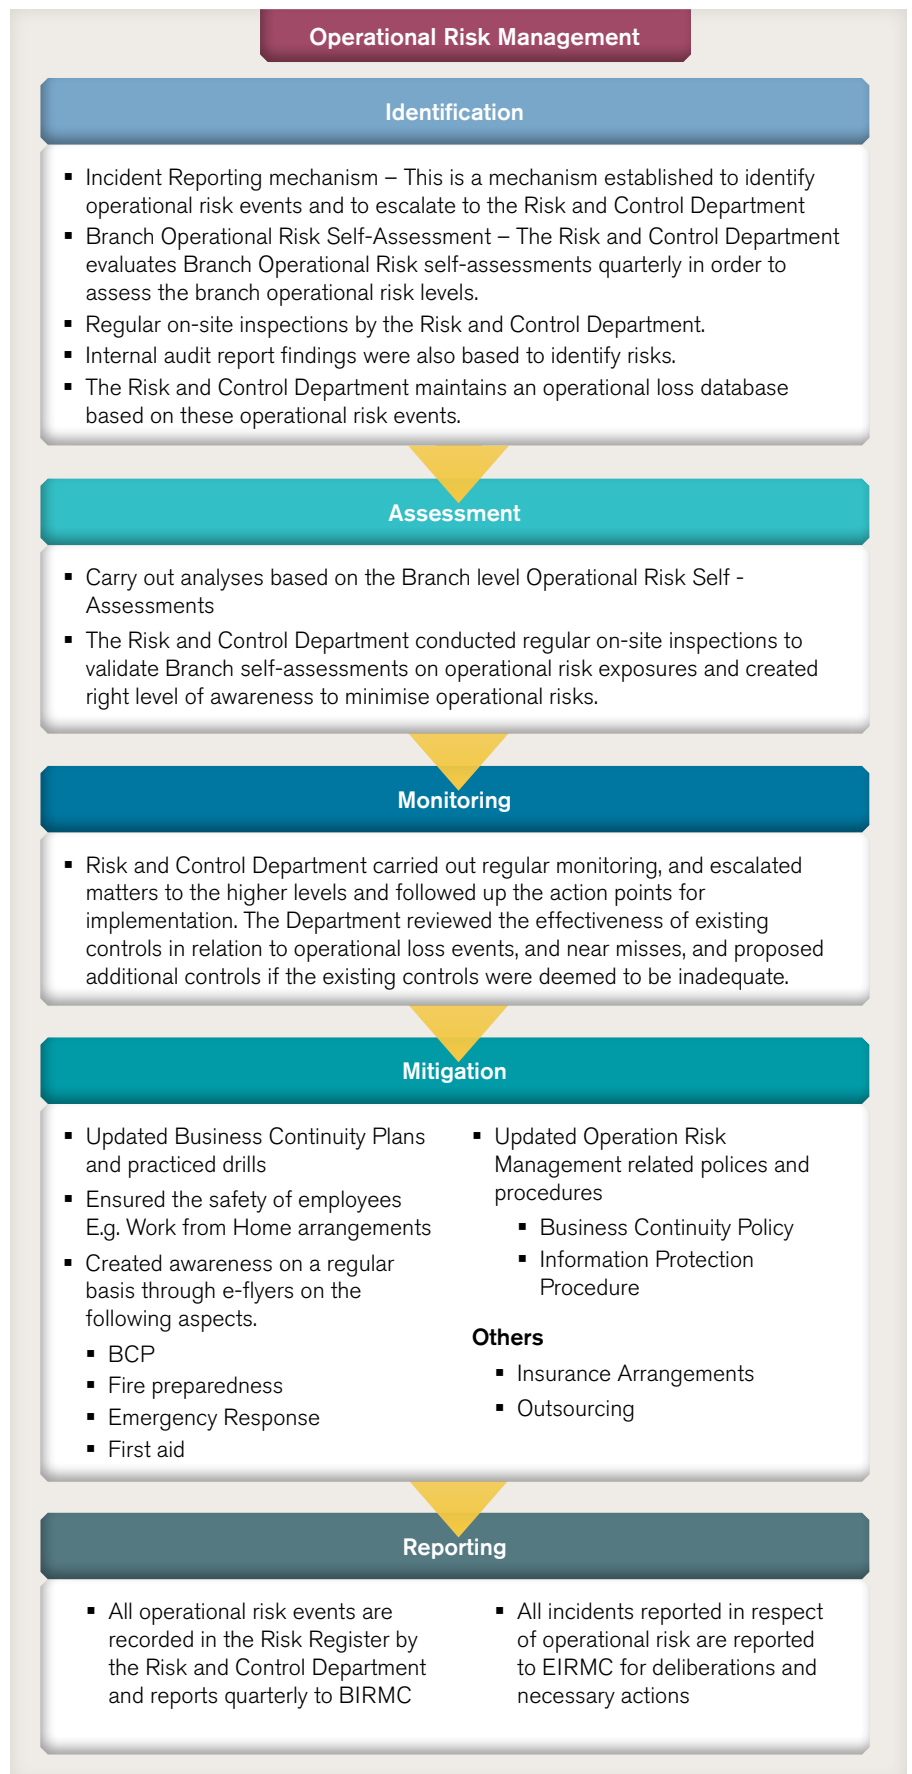 Operational Risk Management
Identification
▪ Incident Reporting mechanism – This is a mechanism established to identify
operational risk events and to escalate to the Risk and Control Department
▪ Branch Operational Risk Self-Assessment – The Risk and Control Department
evaluates Branch Operational Risk self-assessments quarterly in order to
assess the branch operational risk levels.
▪ Regular on-site inspections by the Risk and Control Department.
▪ Internal audit report findings were also based to identify risks.
▪ The Risk and Control Department maintains an operational loss database
based on these operational risk events.
Assessment
▪ Carry out analyses based on the Branch level Operational Risk Self -
Assessments
▪ The Risk and Control Department conducted regular on-site inspections to
validate Branch self-assessments on operational risk exposures and created
right level of awareness to minimise operational risks.
Monitoring
▪ Risk and Control Department carried out regular monitoring, and escalated
matters to the higher levels and followed up the action points for
implementation. The Department reviewed the effectiveness of existing
controls in relation to operational loss events, and near misses, and proposed
additional controls if the existing controls were deemed to be inadequate.
Mitigation
▪ Updated Business Continuity Plans
and practiced drills
▪ Ensured the safety of employees
E.g. Work from Home arrangements
▪ Created awareness on a regular
basis through e-flyers on the
following aspects.
▪ BCP
▪ Fire preparedness
▪ Emergency Response
▪ First aid
▪ Updated Operation Risk
Management related polices and
procedures
▪ Business Continuity Policy
▪ Information Protection
Procedure
Others
▪ Insurance Arrangements
▪ Outsourcing
Reporting
▪ All operational risk events are
recorded in the Risk Register by
the Risk and Control Department
and reports quarterly to BIRMC
▪ All incidents reported in respect
of operational risk are reported
to EIRMC for deliberations and
necessary actions